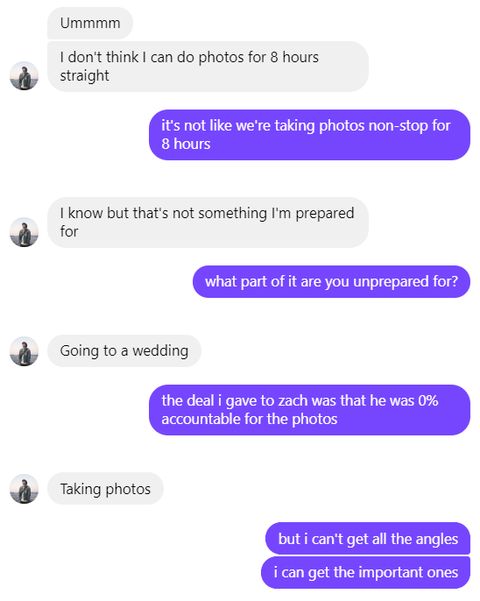 Ummmm
I don't think I can do photos for 8 hours
straight
it's not like we're taking photos non-stop for
8 hours
I know but that's not something I'm prepared
for
what part of it are you unprepared for?
Going to a wedding
the deal i gave to zach was that he was 0%
accountable for the photos
Taking photos
but i can't get all the angles
i can get the important ones